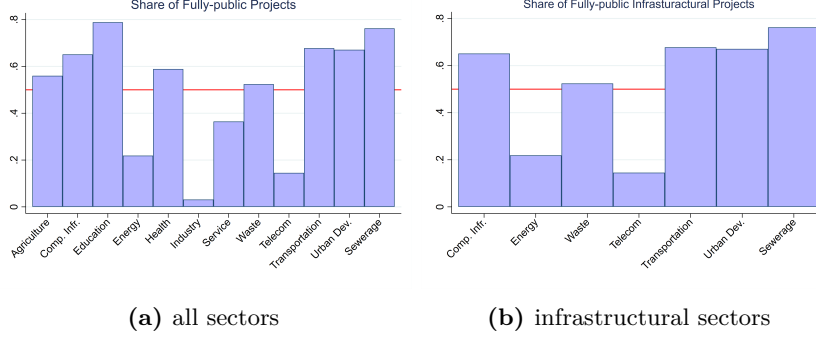 Share of Fully-public Projects
.8
.6
.4
.2
0
Agriculture
Comp. Infr.
Education
Energy
Health
Industry
Service
Waste
Telecom
Transportation
Urban Dev.
Sewerage
(a) all sectors
Share of Fully-public Infrasturactural Projects
.8
.6
.4
.2
0
Comp. Infr.
Energy
Waste
Telecom
Transportation
Urban Dev.
Sewerage
(b) infrastructural sectors